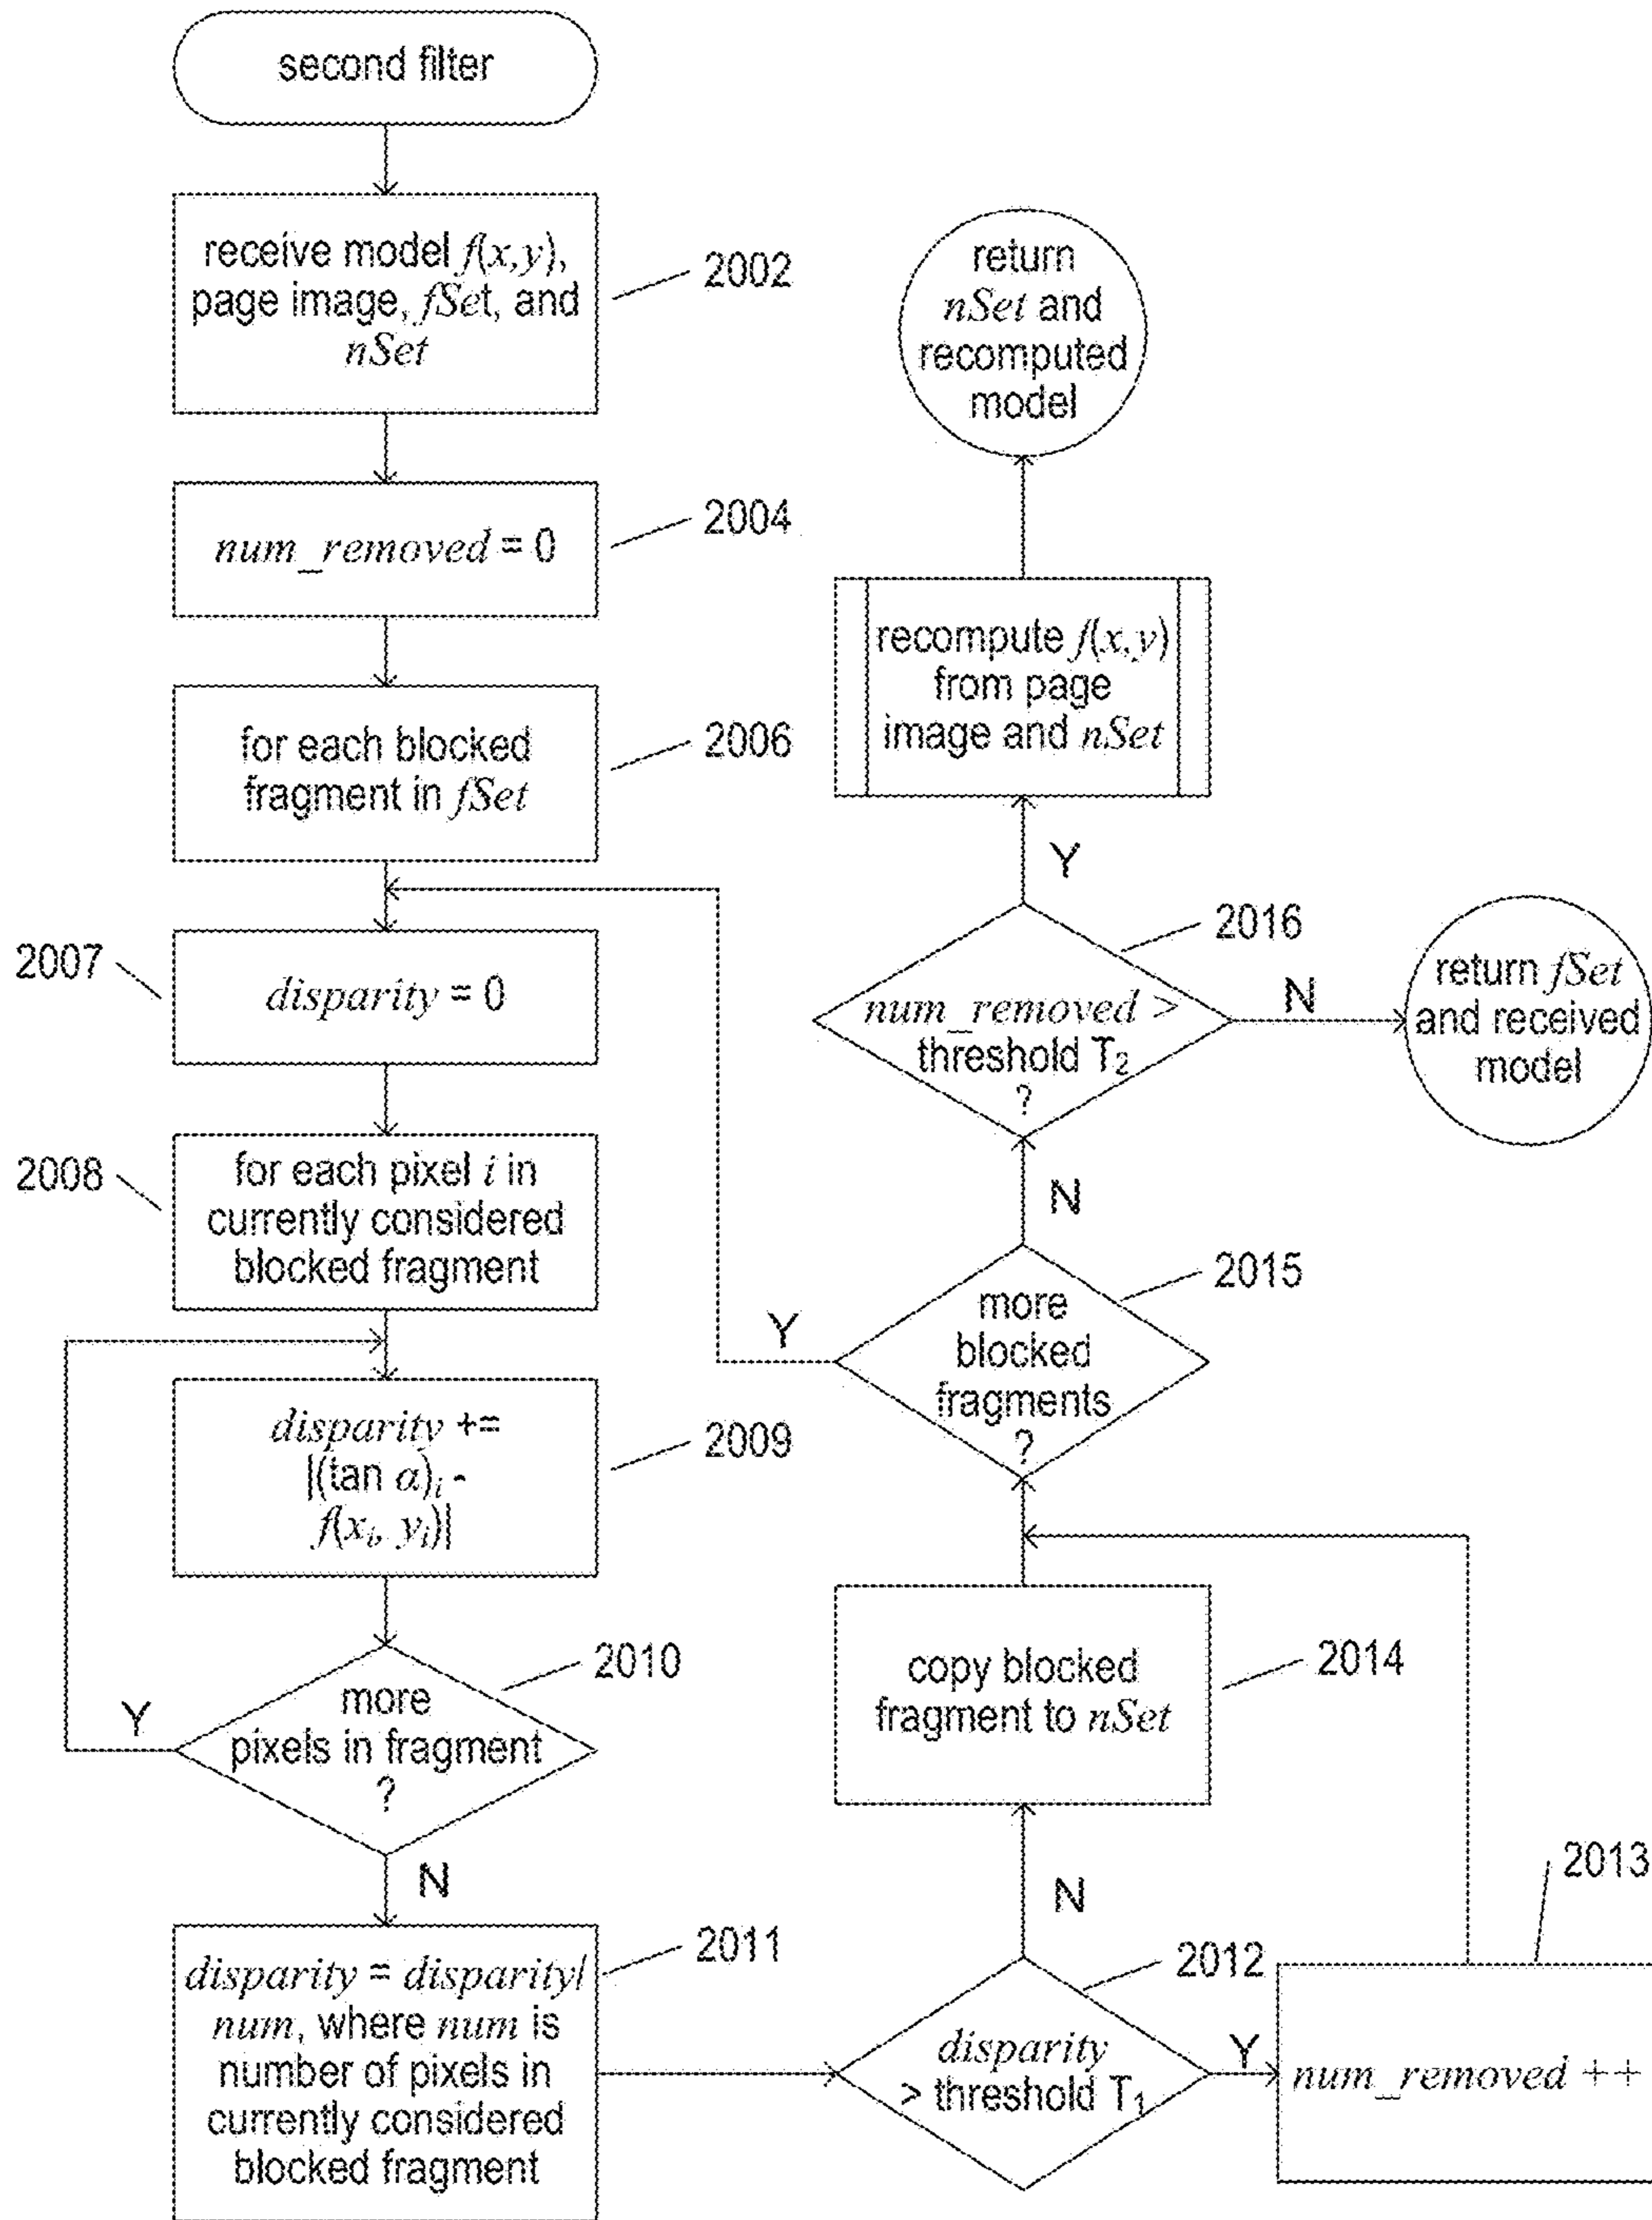 second filter
receive model f(x,y),
page image, fSet, and
nSet
2002
num_removed = 0
2004
for each blocked
fragment in fSet
2006
disparity = 0
2007
for each pixel i in
currently considered
blocked fragment
2008
disparity +=
|(tan α)i -
f(xi, yi)|
2009
more
pixels in fragment
?
2010
Y
N
disparity = disparity/
num, where num is
number of pixels in
currently considered
blocked fragment
2011
disparity
> threshold T1
2012
Y
N
num_removed ++
2013
copy blocked
fragment to nSet
2014
more
blocked
fragments
?
2015
Y
N
num_removed >
threshold T2
?
2016
N
Y
return fSet
and received
model
recompute f(x,y)
from page
image and nSet
return
nSet and
recomputed
model